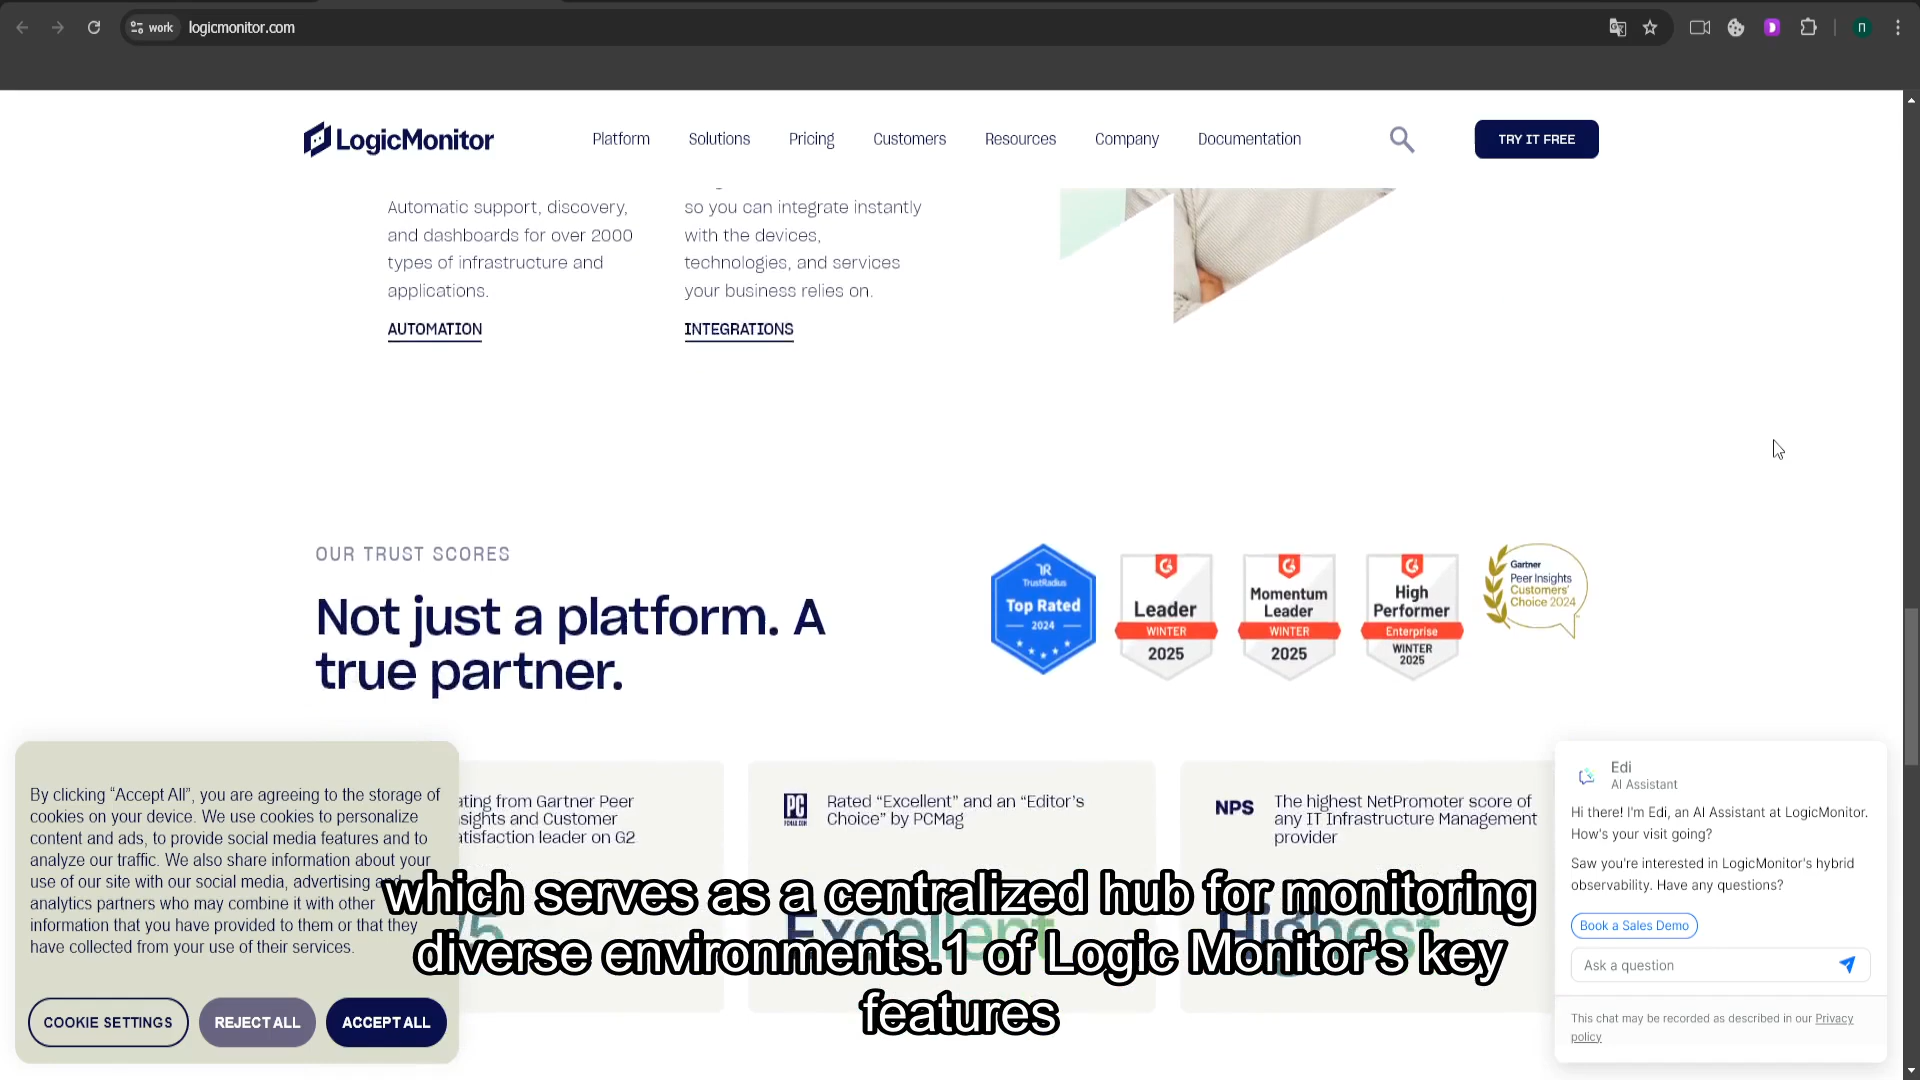 work
logicmonitor.com
П
LogicMonitor
Platform
Solutions
Pricing
Customers
Resources
Company
Documentation
TRY IT FREE
Automatic support, discovery,
and dashboards for over 2000
types of infrastructure and
applications.
AUTOMATION
so you can integrate instantly
with the devices,
technologies, and services
your business relies on.
INTEGRATIONS
OUR TRUST SCORES
Not just a platform. A
true partner.
TR
TrustRadius
Top Rated
2024
Leader
WINTER
2025
Momentum
Leader
WINTER
2025
High
Performer
Enterprise
WINTER
2025
Gartner
Peer Insights
Customers'
Choice 2024
By clicking “Accept All”, you are agreeing to the storage of
cookies on your device. We use cookies to personalize
content and ads, to provide social media features and to
analyze our traffic. We also share information about your
use of our site with our social media, advertising and
analytics partners who may combine it with other
information that you have provided to them or that they
have collected from your use of their services.
COOKIE SETTINGS
REJECT ALL
ACCEPT ALL
ating from Gartner Peer
sights and Customer
atisfaction leader on G2
/5
PC
Rated “Excellent” and an “Editor's
Choice” by PCMag
Excellent
NPS
The highest NetPromoter score of
any IT Infrastructure Management
provider
Highest
which serves as a centralized hub for monitoring
diverse environments.1 of Logic Monitor's key
features
Edi
AI Assistant
Hi there! I'm Edi, an AI Assistant at LogicMonitor.
How's your visit going?
Saw you're interested in LogicMonitor's hybrid
observability. Have any questions?
Book a Sales Demo
Ask a question
This chat may be recorded as described in our Privacy
policy